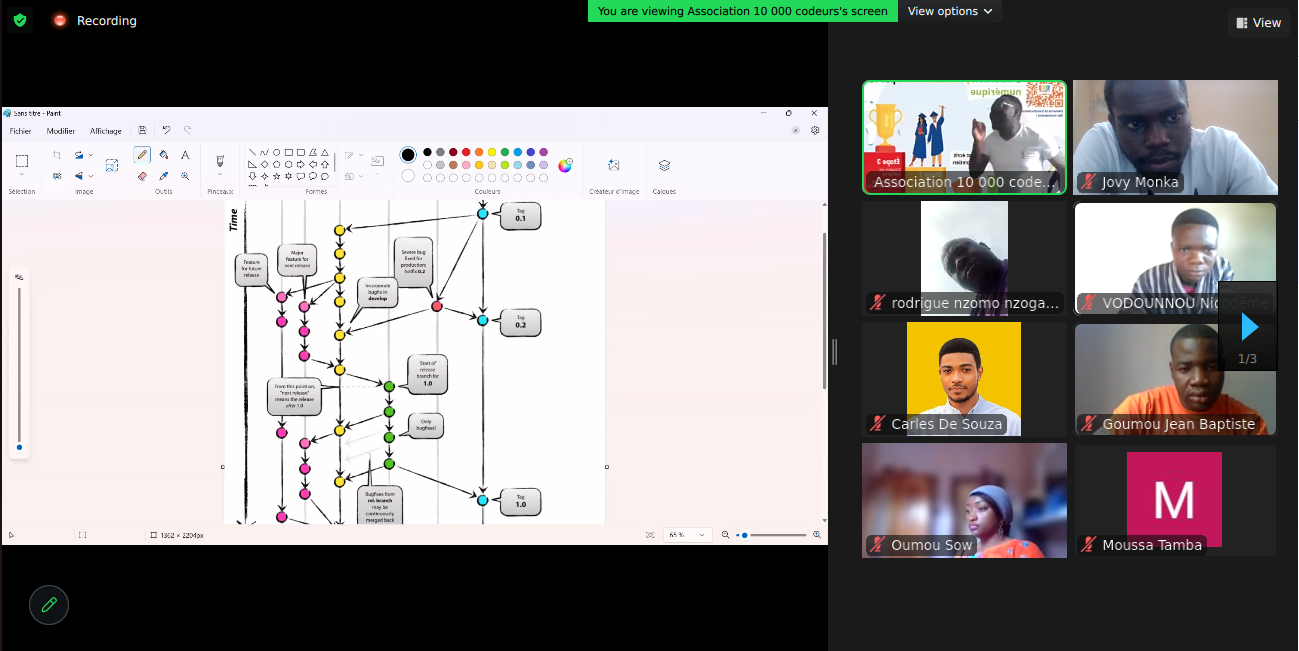 Recording
You are viewing Association 10 000 codeurs's screen
View options
View
Sans titre - Paint
Fichier
Modifier
Affichage
Sélection
Image
Outils
Pinceaux
Formes
Couleurs
Créateur d'image
Calques
Time
Tag
0.1
Major
feature for
next release
Feature
for future
release
Severe bug
fixed for
production:
hotfix 0.2
Incorporate
bugfix in
develop
Tag
0.2
Start of
release
branch for
1.0
From this point on,
"next release"
means the release
after 1.0
Only
bugfixes!
Tag
1.0
Bugfixes from
rel. branch
may be
continuously
merged back
1362 × 2204px
65 %
numérique
Étape 3
Association 10 000 code...
Jovy Monka
rodrigue nzomo nzoga...
VODOUNNOU Nicodeme
1/3
Carles De Souza
Goumou Jean Baptiste
Oumou Sow
M
Moussa Tamba